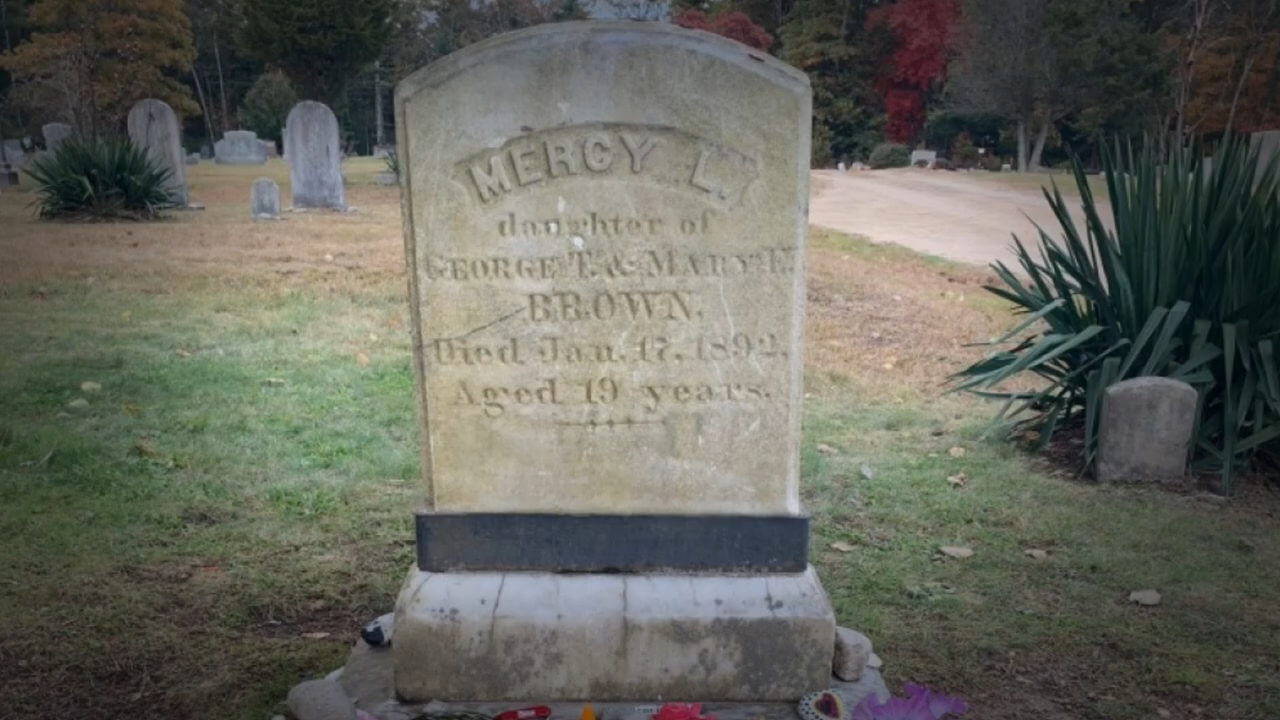 MERCY L.
daughter of
GEORGE T. & MARY E.
BROWN,
Died Jan. 17, 1892,
Aged 19 years.